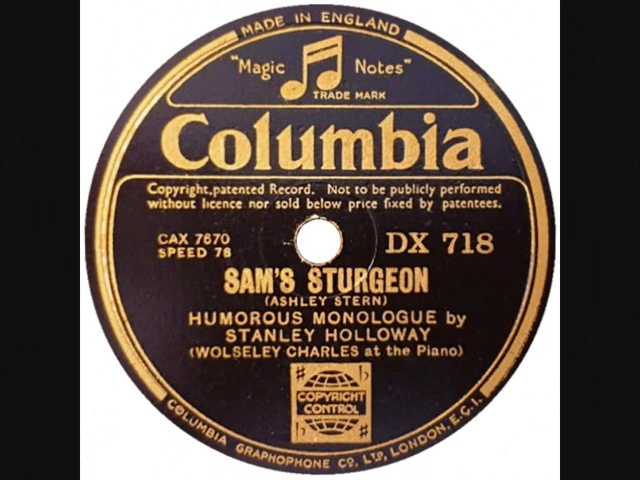 MADE IN ENGLAND
"Magic Notes"
TRADE MARK
Columbia
Copyright,patented Record. Not to be publicly performed
without licence nor sold below price fixed by patentees.
CAX 7670
SPEED 78
DX 718
SAM'S STURGEON
(ASHLEY STERN)
HUMOROUS MONOLOGUE by
STANLEY HOLLOWAY
(WOLSELEY CHARLES at the Piano)
COPYRIGHT
CONTROL
COLUMBIA GRAPHOPHONE CO. LTD, LONDON. E.C.1.